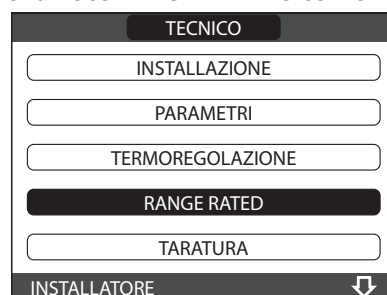 TECNICO
INSTALLAZIONE
PARAMETRI
TERMOREGOLAZIONE
RANGE RATED
TARATURA
INSTALLATORE